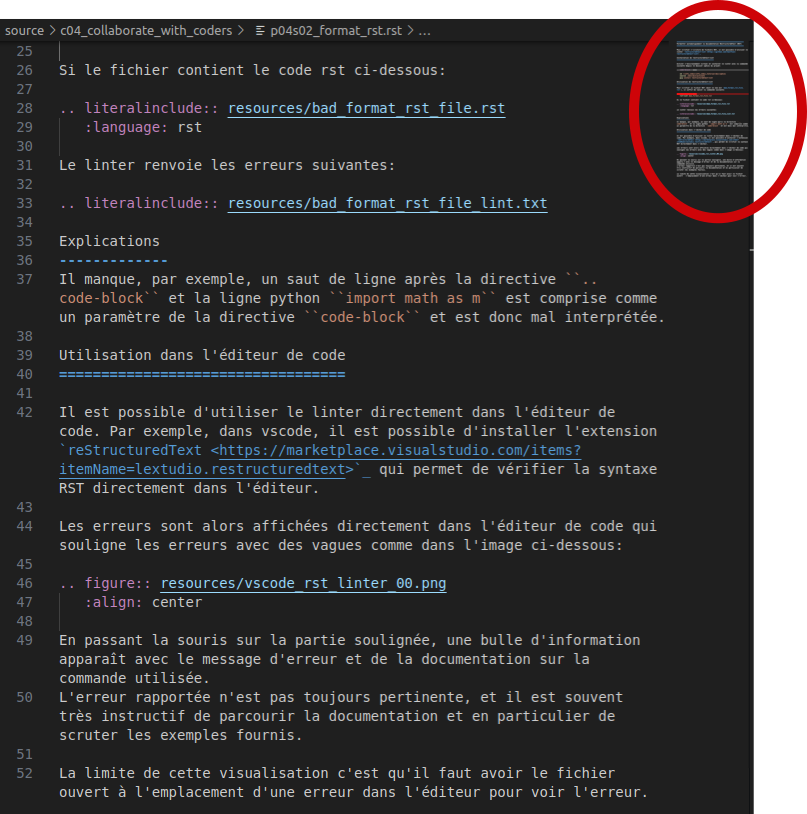 source > c04_collaborate_with_coders > p04s02_format_rst.rst > ...
25
26 Si le fichier contient le code rst ci-dessous:
27
28 .. literalinclude:: resources/bad_format_rst_file.rst
29    :language: rst
30
31 Le linter renvoie les erreurs suivantes:
32
33 .. literalinclude:: resources/bad_format_rst_file_lint.txt
34
35 Explications
36 -------------
37 Il manque, par exemple, un saut de ligne après la directive ``..
code-block`` et la ligne python ``import math as m`` est comprise comme
un paramètre de la directive ``code-block`` et est donc mal interprétée.
38
39 Utilisation dans l'éditeur de code
40 ==================================
41
42 Il est possible d'utiliser le linter directement dans l'éditeur de
code. Par exemple, dans vscode, il est possible d'installer l'extension
`reStructuredText <https://marketplace.visualstudio.com/items?
itemName=lextudio.restructuredtext>`_ qui permet de vérifier la syntaxe
RST directement dans l'éditeur.
43
44 Les erreurs sont alors affichées directement dans l'éditeur de code qui
souligne les erreurs avec des vagues comme dans l'image ci-dessous:
45
46 .. figure:: resources/vscode_rst_linter_00.png
47    :align: center
48
49 En passant la souris sur la partie soulignée, une bulle d'information
apparaît avec le message d'erreur et de la documentation sur la
commande utilisée.
50 L'erreur rapportée n'est pas toujours pertinente, et il est souvent
très instructif de parcourir la documentation et en particulier de
scruter les exemples fournis.
51
52 La limite de cette visualisation c'est qu'il faut avoir le fichier
ouvert à l'emplacement d'une erreur dans l'éditeur pour voir l'erreur.